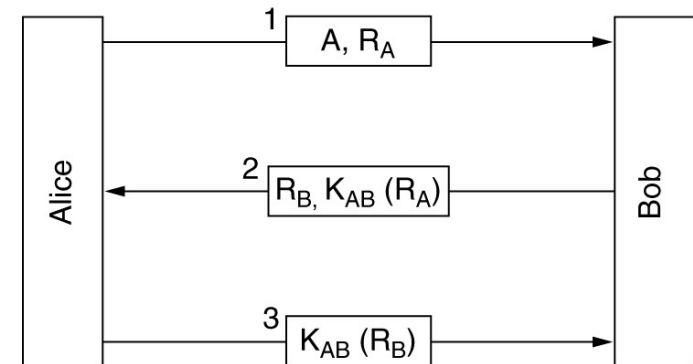 1
A, R_A
2
R_B, K_AB (R_A)
3
K_AB (R_B)
Alice
Bob